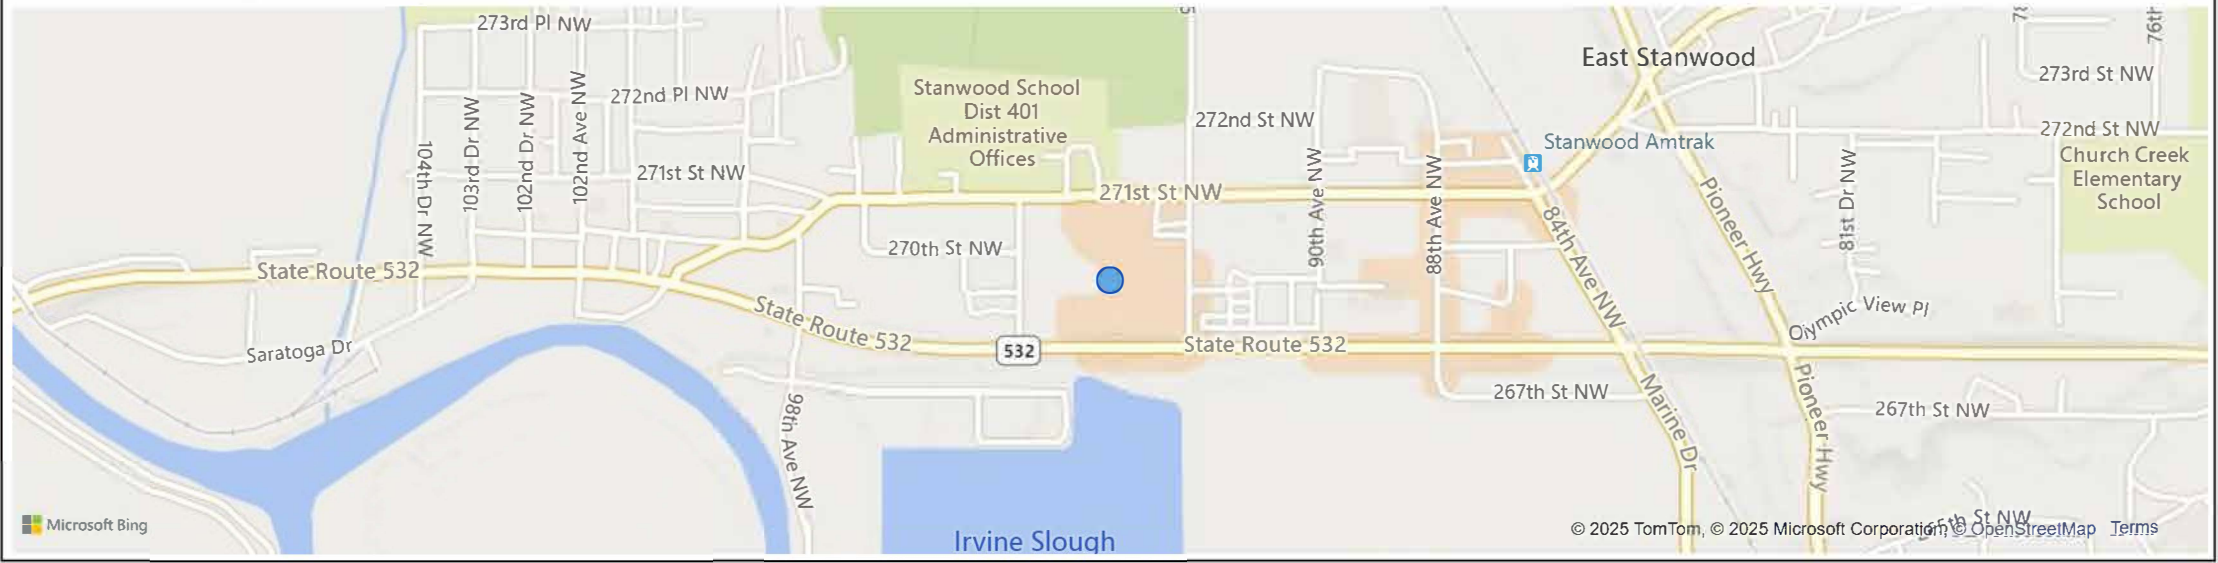 273rd Pl NW
272nd Pl NW
104th Dr NW
103rd Dr NW
102nd Dr NW
102nd Ave NW
271st St NW
Stanwood School
Dist 401
Administrative
Offices
272nd St NW
271st St NW
270th St NW
90th Ave NW
88th Ave NW
East Stanwood
Stanwood Amtrak
84th Ave NW
Pioneer Hwy
81st Dr NW
76th
273rd St NW
272nd St NW
Church Creek
Elementary
School
State Route 532
State Route 532
532
State Route 532
Saratoga Dr
98th Ave NW
267th St NW
Marine Dr
Olympic View Pl
Pioneer Hwy
267th St NW
Irvine Slough
Microsoft Bing
St NW
© 2025 TomTom, © 2025 Microsoft Corporation, © OpenStreetMap Terms